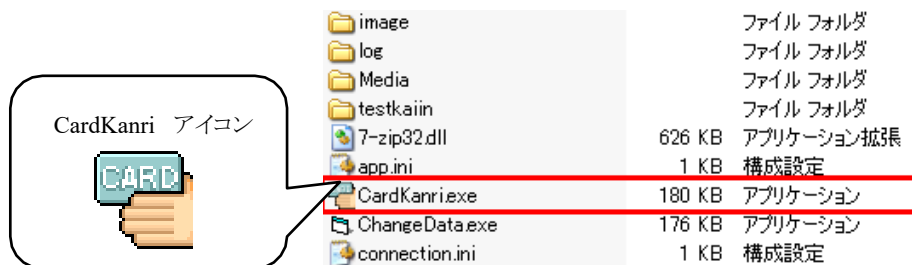 image ファイル フォルダ
log ファイル フォルダ
Media ファイル フォルダ
testkaiin ファイル フォルダ
7-zip32.dll 626 KB アプリケーション拡張
app.ini 1 KB 構成設定
CardKanri.exe 180 KB アプリケーション
ChangeData.exe 176 KB アプリケーション
connection.ini 1 KB 構成設定
CardKanri アイコン
CARD